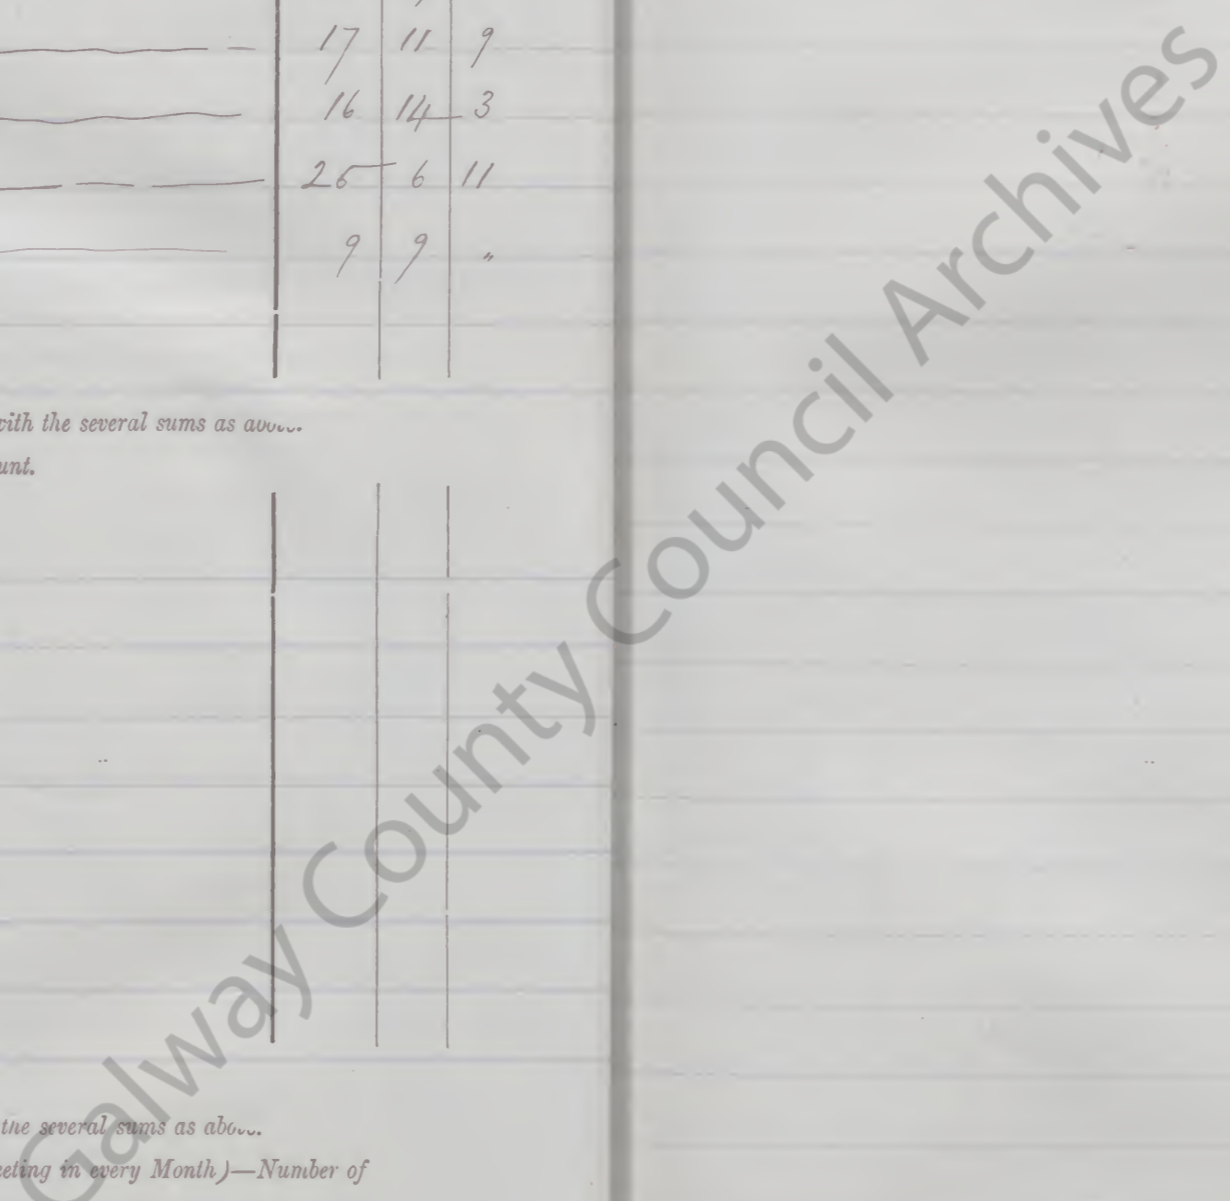 17 11 9
16 14 3
25 6 11
9 9 "
with the several sums as above.
unt.
the several sums as above.
eeting in every Month)—Number of
Galway County Council Archives